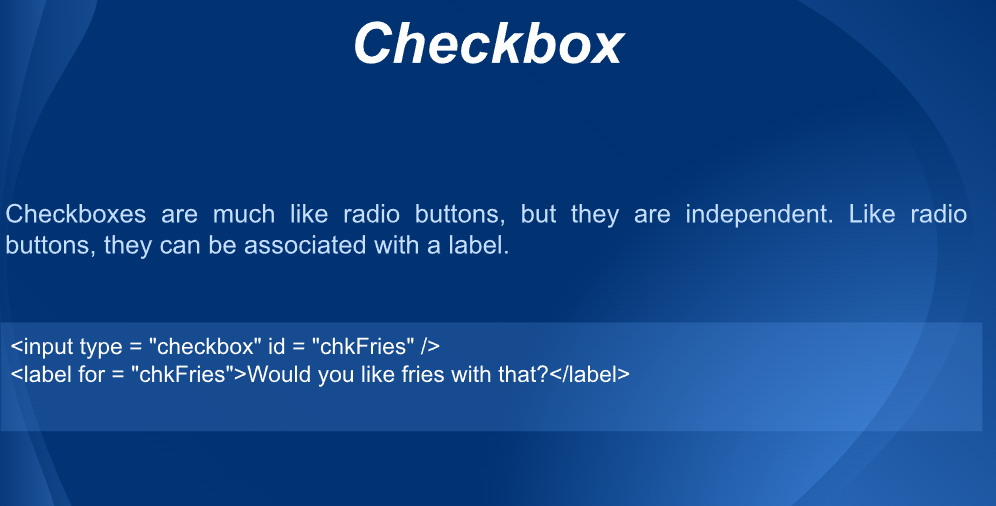 Checkbox
Checkboxes are much like radio buttons, but they are independent. Like radio
buttons, they can be associated with a label.
<input type = "checkbox" id = "chkFries" />
<label for = "chkFries">Would you like fries with that?</label>